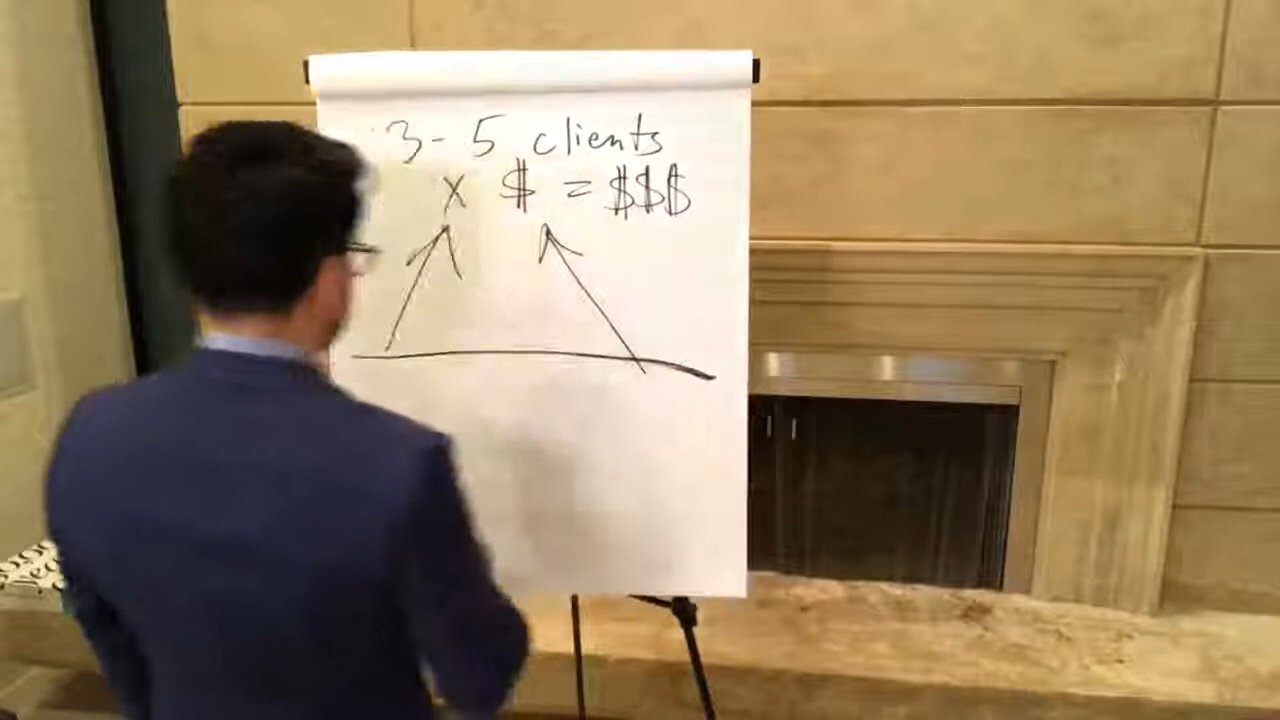 3-5 clients
x $ = $$$